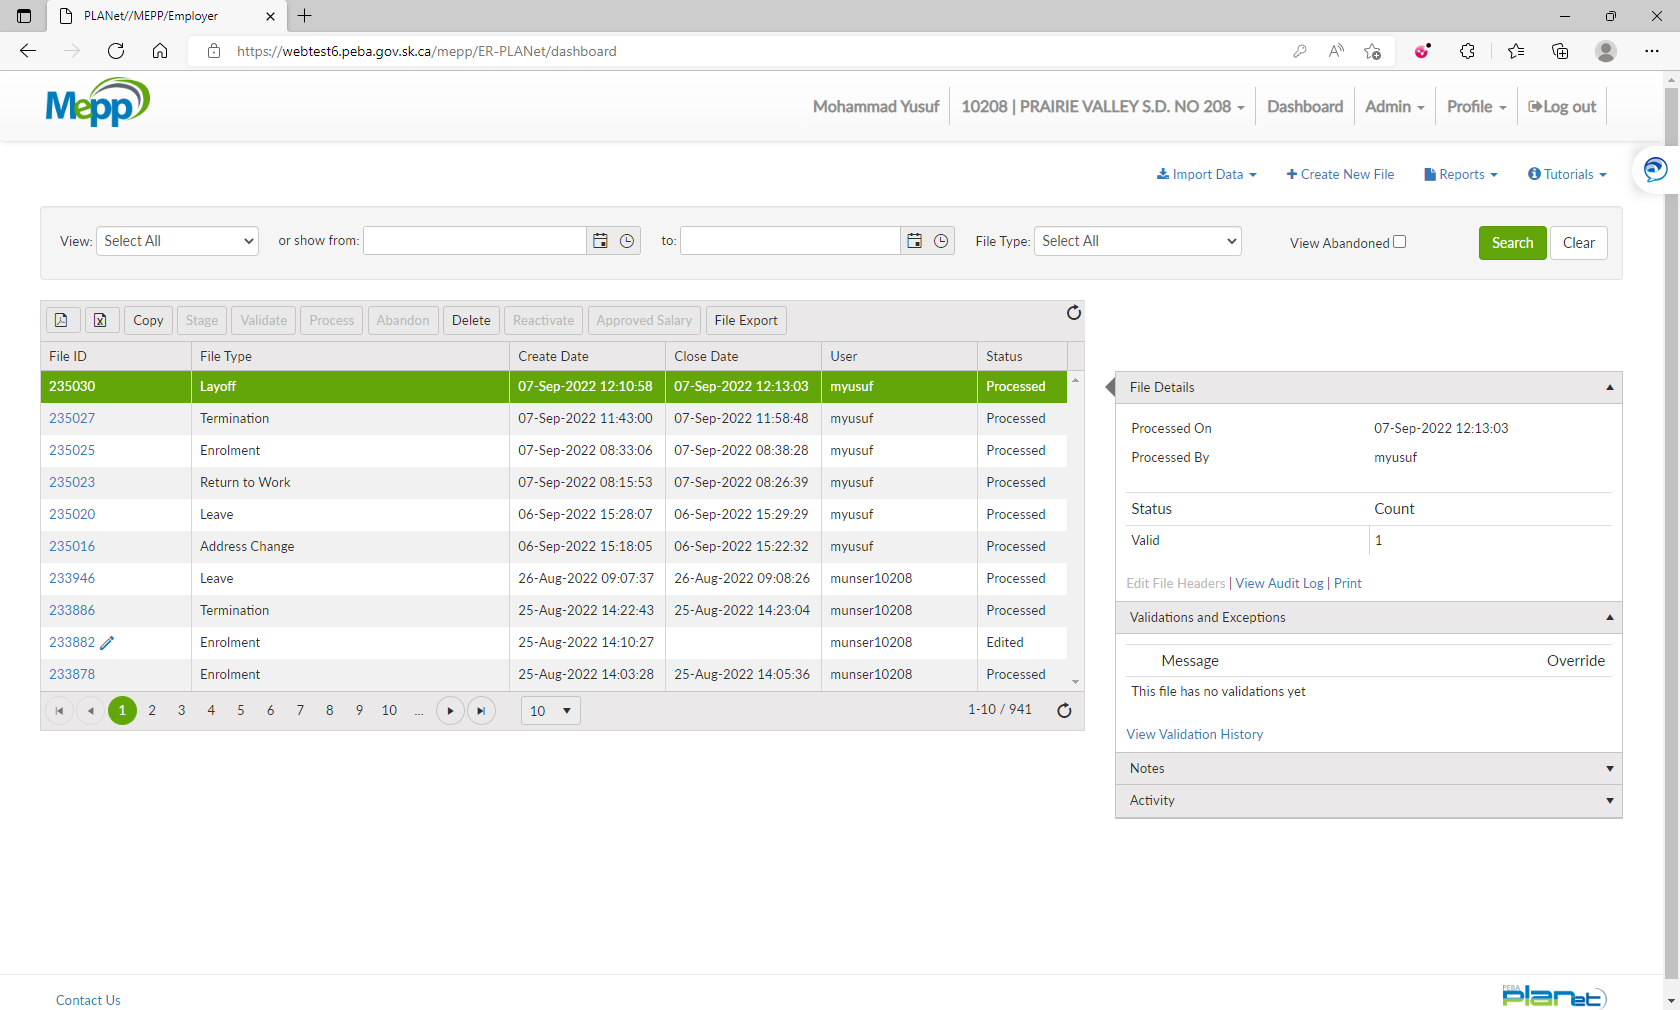 PLANet//MEPP/Employer
https://webtest6.peba.gov.sk.ca/mepp/ER-PLANet/dashboard
Mepp
Mohammad Yusuf
10208 | PRAIRIE VALLEY S.D. NO 208
Dashboard
Admin
Profile
Log out
Import Data
Create New File
Reports
Tutorials
View: Select All or show from: to: File Type: Select All View Abandoned Search Clear
Copy Stage Validate Process Abandon Delete Reactivate Approved Salary File Export
File ID File Type Create Date Close Date User Status
235030 Layoff 07-Sep-2022 12:10:58 07-Sep-2022 12:13:03 myusuf Processed
235027 Termination 07-Sep-2022 11:43:00 07-Sep-2022 11:58:48 myusuf Processed
235025 Enrolment 07-Sep-2022 08:33:06 07-Sep-2022 08:38:28 myusuf Processed
235023 Return to Work 07-Sep-2022 08:15:53 07-Sep-2022 08:26:39 myusuf Processed
235020 Leave 06-Sep-2022 15:28:07 06-Sep-2022 15:29:29 myusuf Processed
235016 Address Change 06-Sep-2022 15:18:05 06-Sep-2022 15:22:32 myusuf Processed
233946 Leave 26-Aug-2022 09:07:37 26-Aug-2022 09:08:26 munser10208 Processed
233886 Termination 25-Aug-2022 14:22:43 25-Aug-2022 14:23:04 munser10208 Processed
233882 Enrolment 25-Aug-2022 14:10:27 munser10208 Edited
233878 Enrolment 25-Aug-2022 14:03:28 25-Aug-2022 14:05:36 munser10208 Processed
1 2 3 4 5 6 7 8 9 10 ... 10 1-10 / 941
File Details
Processed On 07-Sep-2022 12:13:03
Processed By myusuf
Status Count
Valid 1
Edit File Headers | View Audit Log | Print
Validations and Exceptions
Message Override
This file has no validations yet
View Validation History
Notes
Activity
Contact Us
PEBA
planet